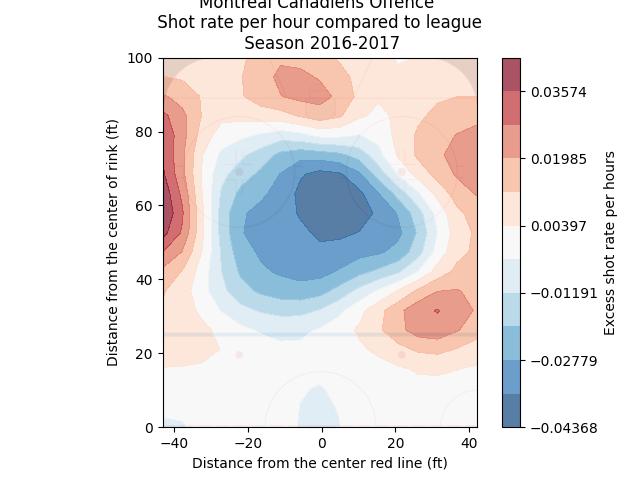 Montreal Canadiens Offence
Shot rate per hour compared to league
Season 2016-2017
100
80
60
40
20
0
−40
−20
0
20
40
Distance from the center of rink (ft)
Distance from the center red line (ft)
0.03574
0.01985
0.00397
−0.01191
−0.02779
−0.04368
Excess shot rate per hours